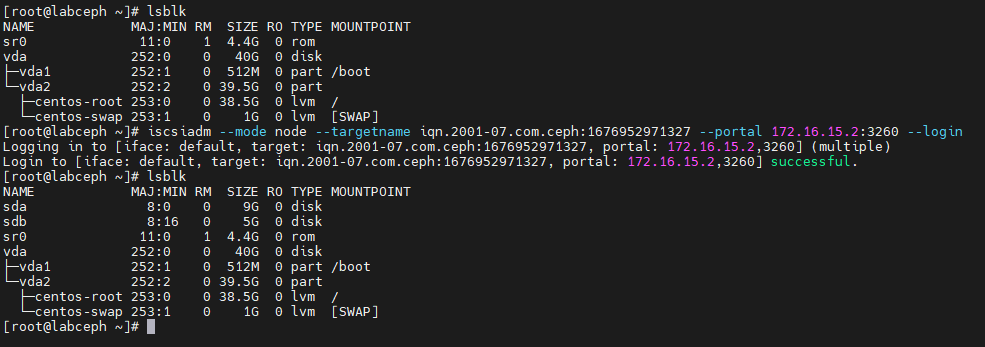 [root@labceph ~]# lsblk
NAME            MAJ:MIN RM  SIZE RO TYPE MOUNTPOINT
sr0              11:0    1  4.4G  0 rom
vda             252:0    0   40G  0 disk
├─vda1          252:1    0  512M  0 part /boot
└─vda2          252:2    0 39.5G  0 part
  ├─centos-root 253:0    0 38.5G  0 lvm  /
  └─centos-swap 253:1    0    1G  0 lvm  [SWAP]
[root@labceph ~]# iscsiadm --mode node --targetname iqn.2001-07.com.ceph:1676952971327 --portal 172.16.15.2:3260 --login
Logging in to [iface: default, target: iqn.2001-07.com.ceph:1676952971327, portal: 172.16.15.2,3260] (multiple)
Login to [iface: default, target: iqn.2001-07.com.ceph:1676952971327, portal: 172.16.15.2,3260] successful.
[root@labceph ~]# lsblk
NAME            MAJ:MIN RM  SIZE RO TYPE MOUNTPOINT
sda               8:0    0    9G  0 disk
sdb               8:16   0    5G  0 disk
sr0              11:0    1  4.4G  0 rom
vda             252:0    0   40G  0 disk
├─vda1          252:1    0  512M  0 part /boot
└─vda2          252:2    0 39.5G  0 part
  ├─centos-root 253:0    0 38.5G  0 lvm  /
  └─centos-swap 253:1    0    1G  0 lvm  [SWAP]
[root@labceph ~]#